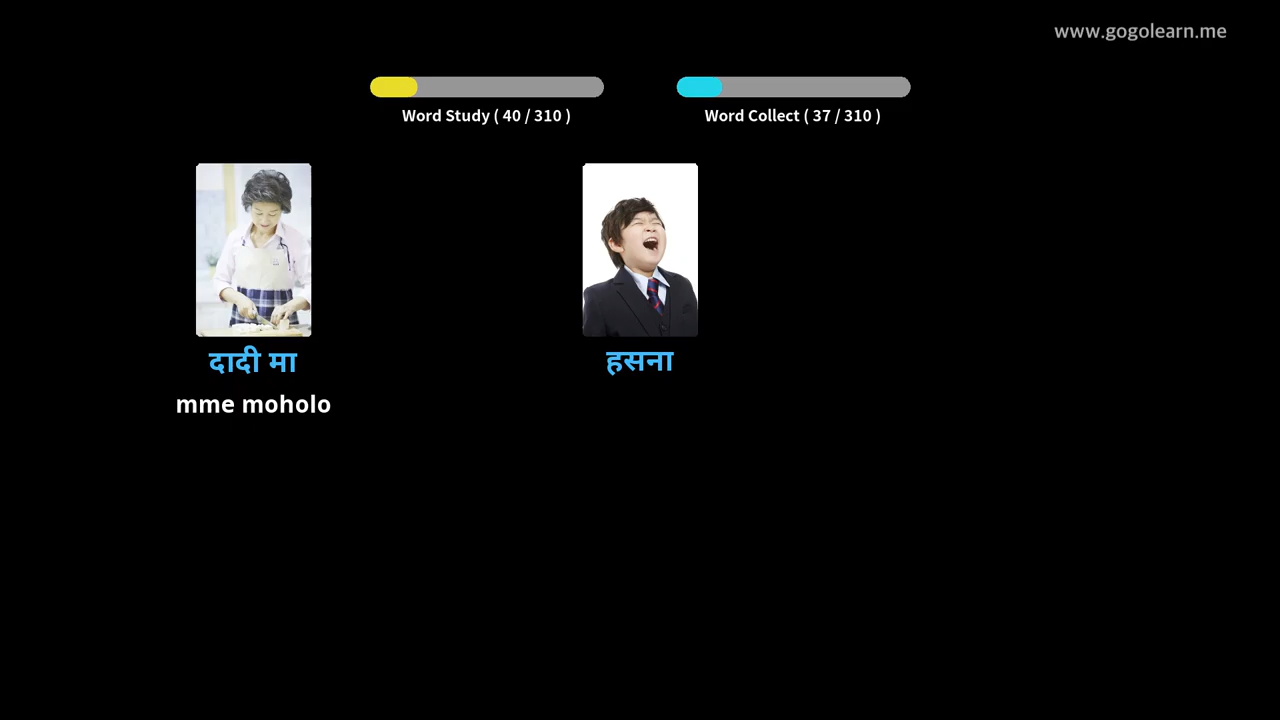 www.gogolearn.me
Word Study ( 40 / 310 )
Word Collect ( 37 / 310 )
दादी मा
mme moholo
हसना